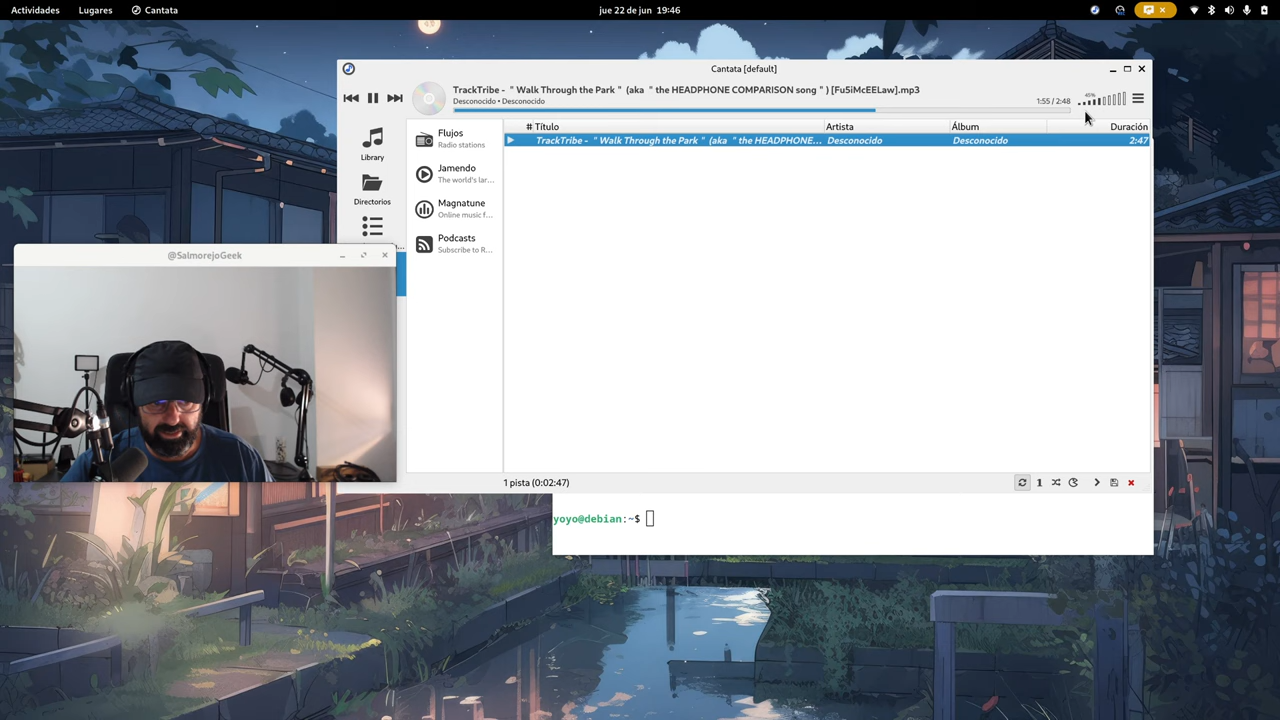 Actividades Lugares Cantata jue 22 de jun 19:46
Cantata [default]
TrackTribe - " Walk Through the Park " (aka " the HEADPHONE COMPARISON song " ) [Fu5iMcEELaw].mp3
Desconocido • Desconocido
1:55 / 2:48
45%
# Título Artista Álbum Duración
TrackTribe - " Walk Through the Park " (aka " the HEADPHONE... Desconocido Desconocido 2:47
Library
Directorios
Flujos
Radio stations
Jamendo
The world's lar...
Magnatune
Online music f...
Podcasts
Subscribe to R...
@SalmorejoGeek
1 pista (0:02:47)
1
yoyo@debian:~$